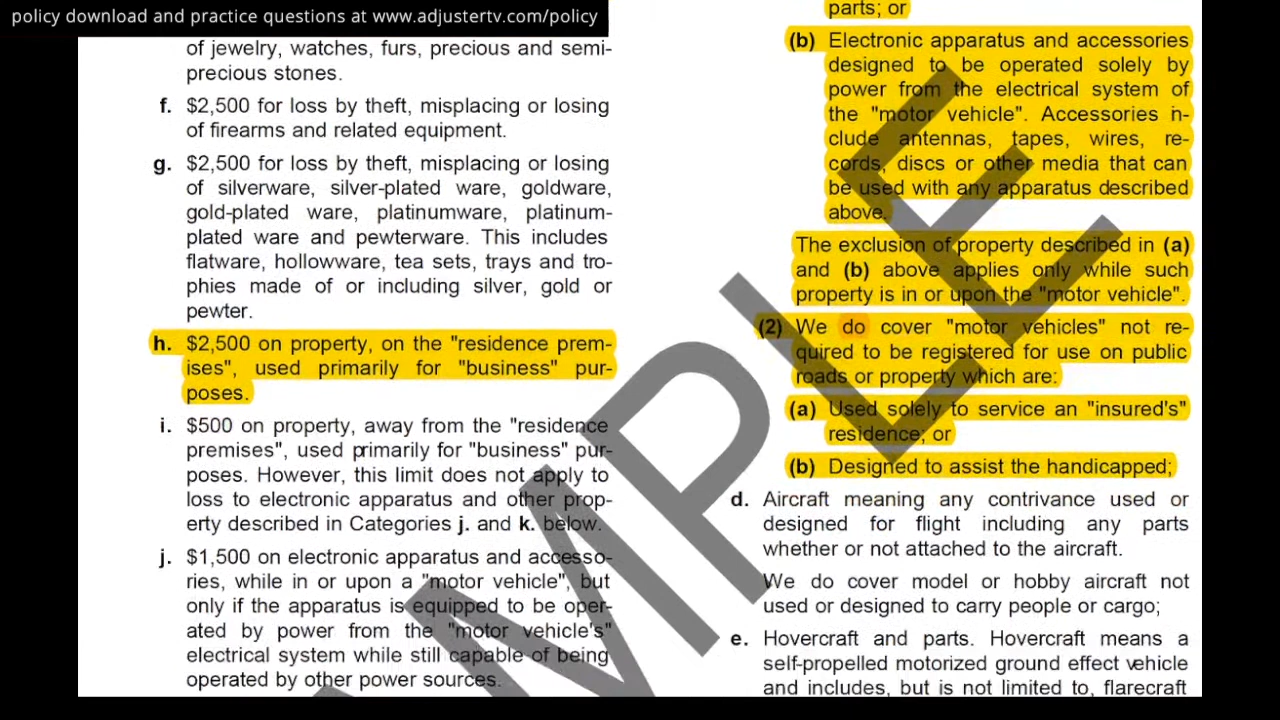 policy download and practice questions at www.adjustertv.com/policy
of jewelry, watches, furs, precious and semi-
precious stones.
f. $2,500 for loss by theft, misplacing or losing
of firearms and related equipment.
g. $2,500 for loss by theft, misplacing or losing
of silverware, silver-plated ware, goldware,
gold-plated ware, platinumware, platinum-
plated ware and pewterware. This includes
flatware, hollowware, tea sets, trays and tro-
phies made of or including silver, gold or
pewter.
h. $2,500 on property, on the "residence prem-
ises", used primarily for "business" pur-
poses.
i. $500 on property, away from the "residence
premises", used primarily for "business" pur-
poses. However, this limit does not apply to
loss to electronic apparatus and other prop-
erty described in Categories j. and k. below.
j. $1,500 on electronic apparatus and accesso-
ries, while in or upon a "motor vehicle", but
only if the apparatus is equipped to be oper-
ated by power from the "motor vehicle's"
electrical system while still capable of being
operated by other power sources.
parts; or
(b) Electronic apparatus and accessories
designed to be operated solely by
power from the electrical system of
the "motor vehicle". Accessories n-
clude antennas, tapes, wires, re-
cords, discs or other media that can
be used with any apparatus described
above.
The exclusion of property described in (a)
and (b) above applies only while such
property is in or upon the "motor vehicle".
(2) We do cover "motor vehicles" not re-
quired to be registered for use on public
roads or property which are:
(a) Used solely to service an "insured's"
residence; or
(b) Designed to assist the handicapped;
d. Aircraft meaning any contrivance used or
designed for flight including any parts
whether or not attached to the aircraft.
We do cover model or hobby aircraft not
used or designed to carry people or cargo;
e. Hovercraft and parts. Hovercraft means a
self-propelled motorized ground effect vehicle
and includes, but is not limited to, flarecraft